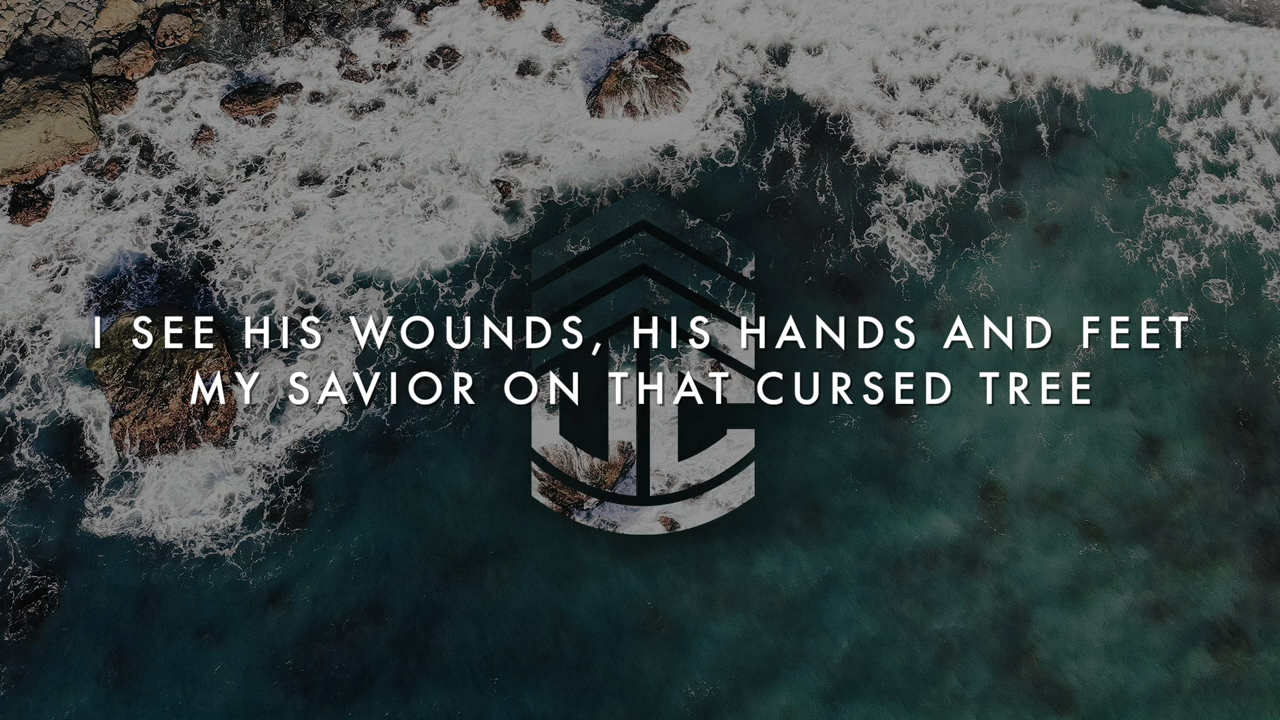 I SEE HIS WOUNDS, HIS HANDS AND FEET
MY SAVIOR ON THAT CURSED TREE